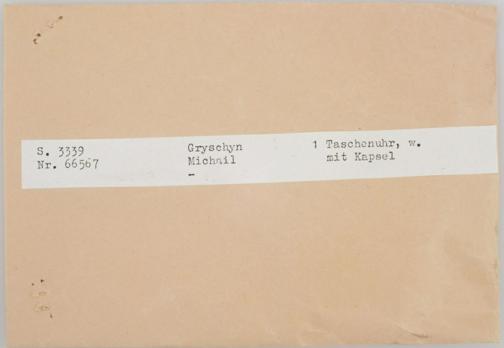 S. 3339 Gryschyn 1 Taschenuhr, w.
Nr. 66567 Michail mit Kapsel
-